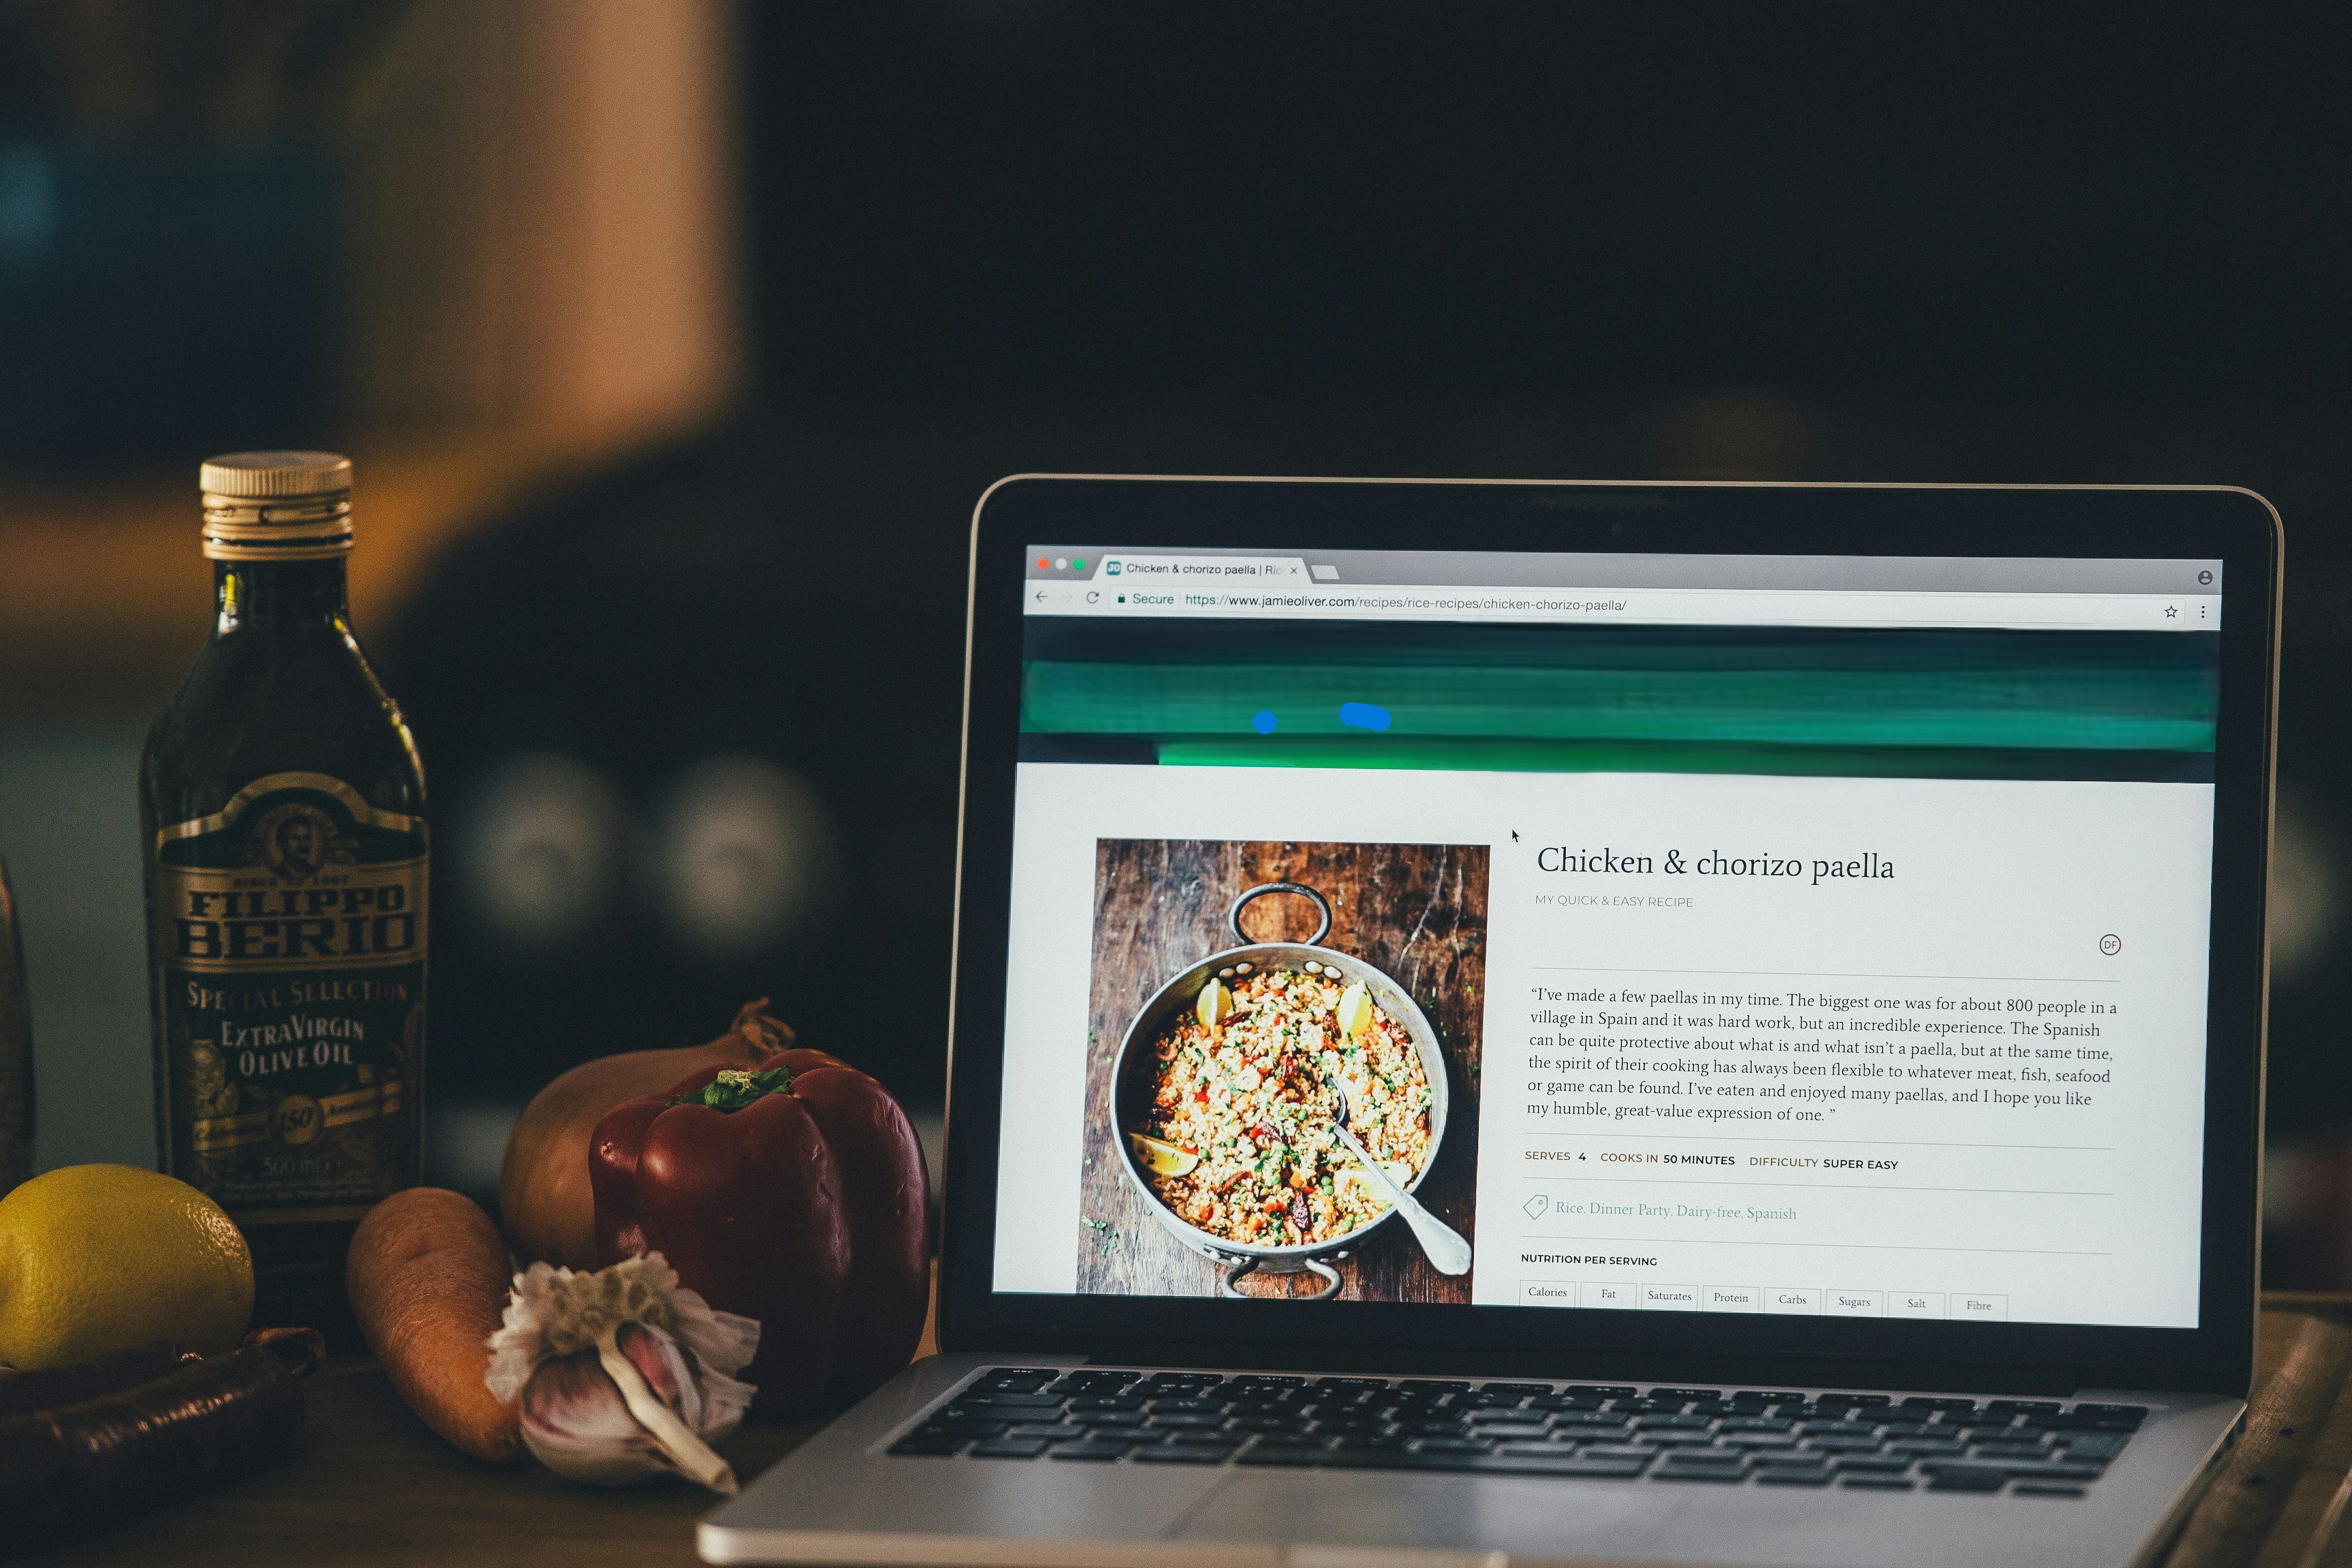 FILIPPO
BERIO
SPECIAL SELECTION
EXTRA VIRGIN
OLIVE OIL
150
500 ml
JO Chicken & chorizo paella | Ric
Secure https://www.jamieoliver.com/recipes/rice-recipes/chicken-chorizo-paella/
Chicken & chorizo paella
MY QUICK & EASY RECIPE
DF
“I’ve made a few paellas in my time. The biggest one was for about 800 people in a
village in Spain and it was hard work, but an incredible experience. The Spanish
can be quite protective about what is and what isn’t a paella, but at the same time,
the spirit of their cooking has always been flexible to whatever meat, fish, seafood
or game can be found. I’ve eaten and enjoyed many paellas, and I hope you like
my humble, great-value expression of one. ”
SERVES 4 COOKS IN 50 MINUTES DIFFICULTY SUPER EASY
Rice, Dinner Party, Dairy-free, Spanish
NUTRITION PER SERVING
Calories Fat Saturates Protein Carbs Sugars Salt Fibre